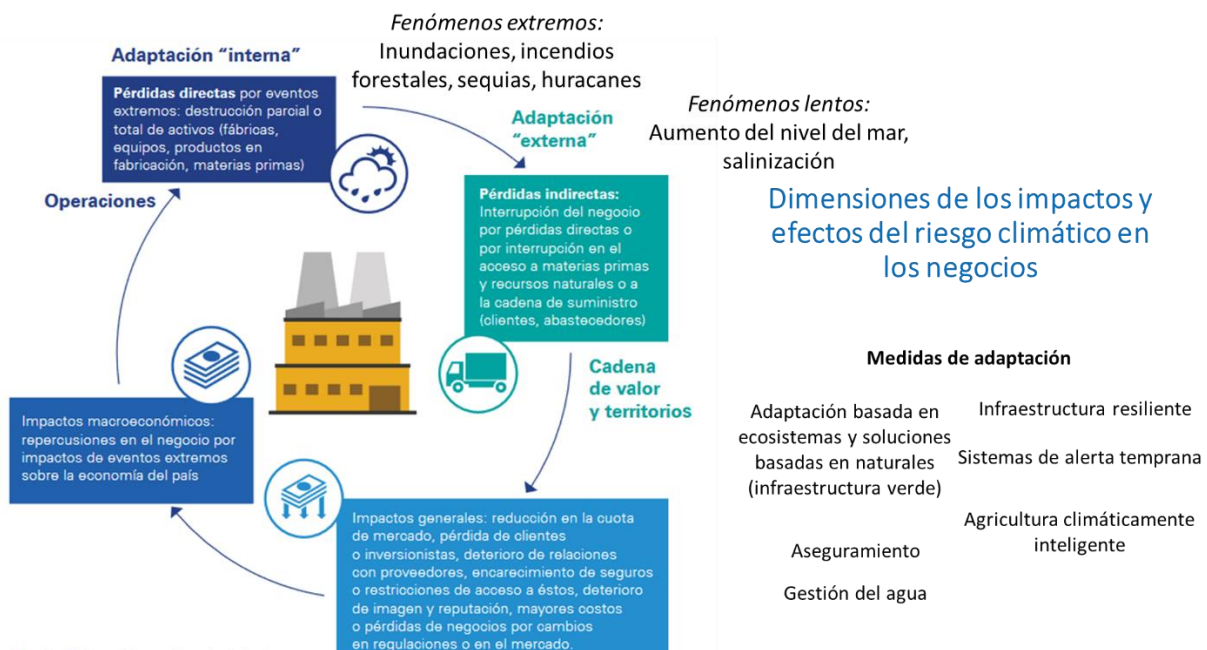 Fenómenos extremos:
Inundaciones, incendios
forestales, sequias, huracanes
Adaptación “interna”
Pérdidas directas por eventos
extremos: destrucción parcial o
total de activos (fábricas,
equipos, productos en
fabricación, materias primas)
Operaciones
Adaptación
“externa”
Fenómenos lentos:
Aumento del nivel del mar,
salinización
Pérdidas indirectas:
Interrupción del negocio
por pérdidas directas o
por interrupción en el
acceso a materias primas
y recursos naturales o a
la cadena de suministro
(clientes, abastecedores)
Dimensiones de los impactos y
efectos del riesgo climático en
los negocios
Cadena
de valor
y territorios
Impactos macroeconómicos:
repercusiones en el negocio por
impactos de eventos extremos
sobre la economía del país
Impactos generales: reducción en la cuota
de mercado, pérdida de clientes
o inversionistas, deterioro de relaciones
con proveedores, encarecimiento de seguros
o restricciones de acceso a éstos, deterioro
de imagen y reputación, mayores costos
o pérdidas de negocios por cambios
en regulaciones o en el mercado.
Medidas de adaptación
Adaptación basada en
ecosistemas y soluciones
basadas en naturales
(infraestructura verde)
Infraestructura resiliente
Sistemas de alerta temprana
Agricultura climáticamente
inteligente
Aseguramiento
Gestión del agua